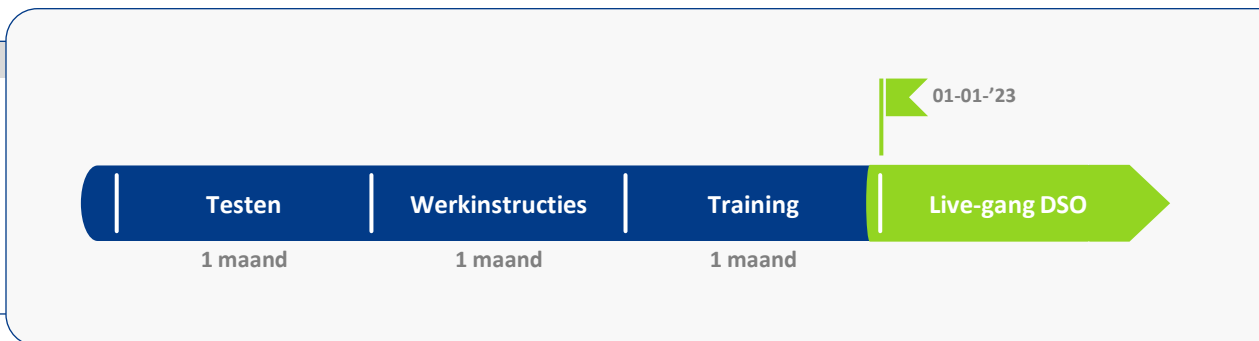 01-01-’23
Testen
Werkinstructies
Training
Live-gang DSO
1 maand
1 maand
1 maand